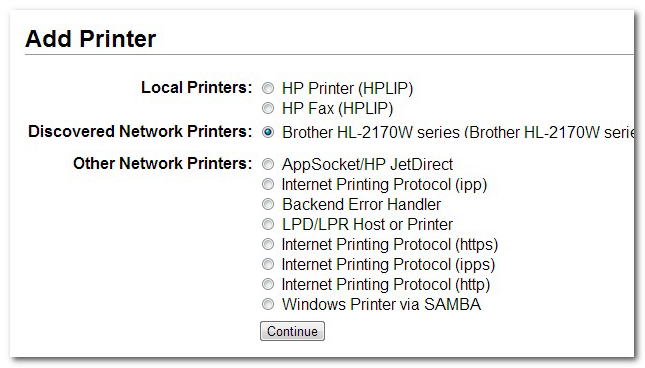 Add Printer
Local Printers: HP Printer (HPLIP)
HP Fax (HPLIP)
Discovered Network Printers: Brother HL-2170W series (Brother HL-2170W
Other Network Printers: AppSocket/HP JetDirect
Internet Printing Protocol (ipp)
Backend Error Handler
LPD/LPR Host or Printer
Internet Printing Protocol (https)
Internet Printing Protocol (ipps)
Internet Printing Protocol (http)
Windows Printer via SAMBA
Continue